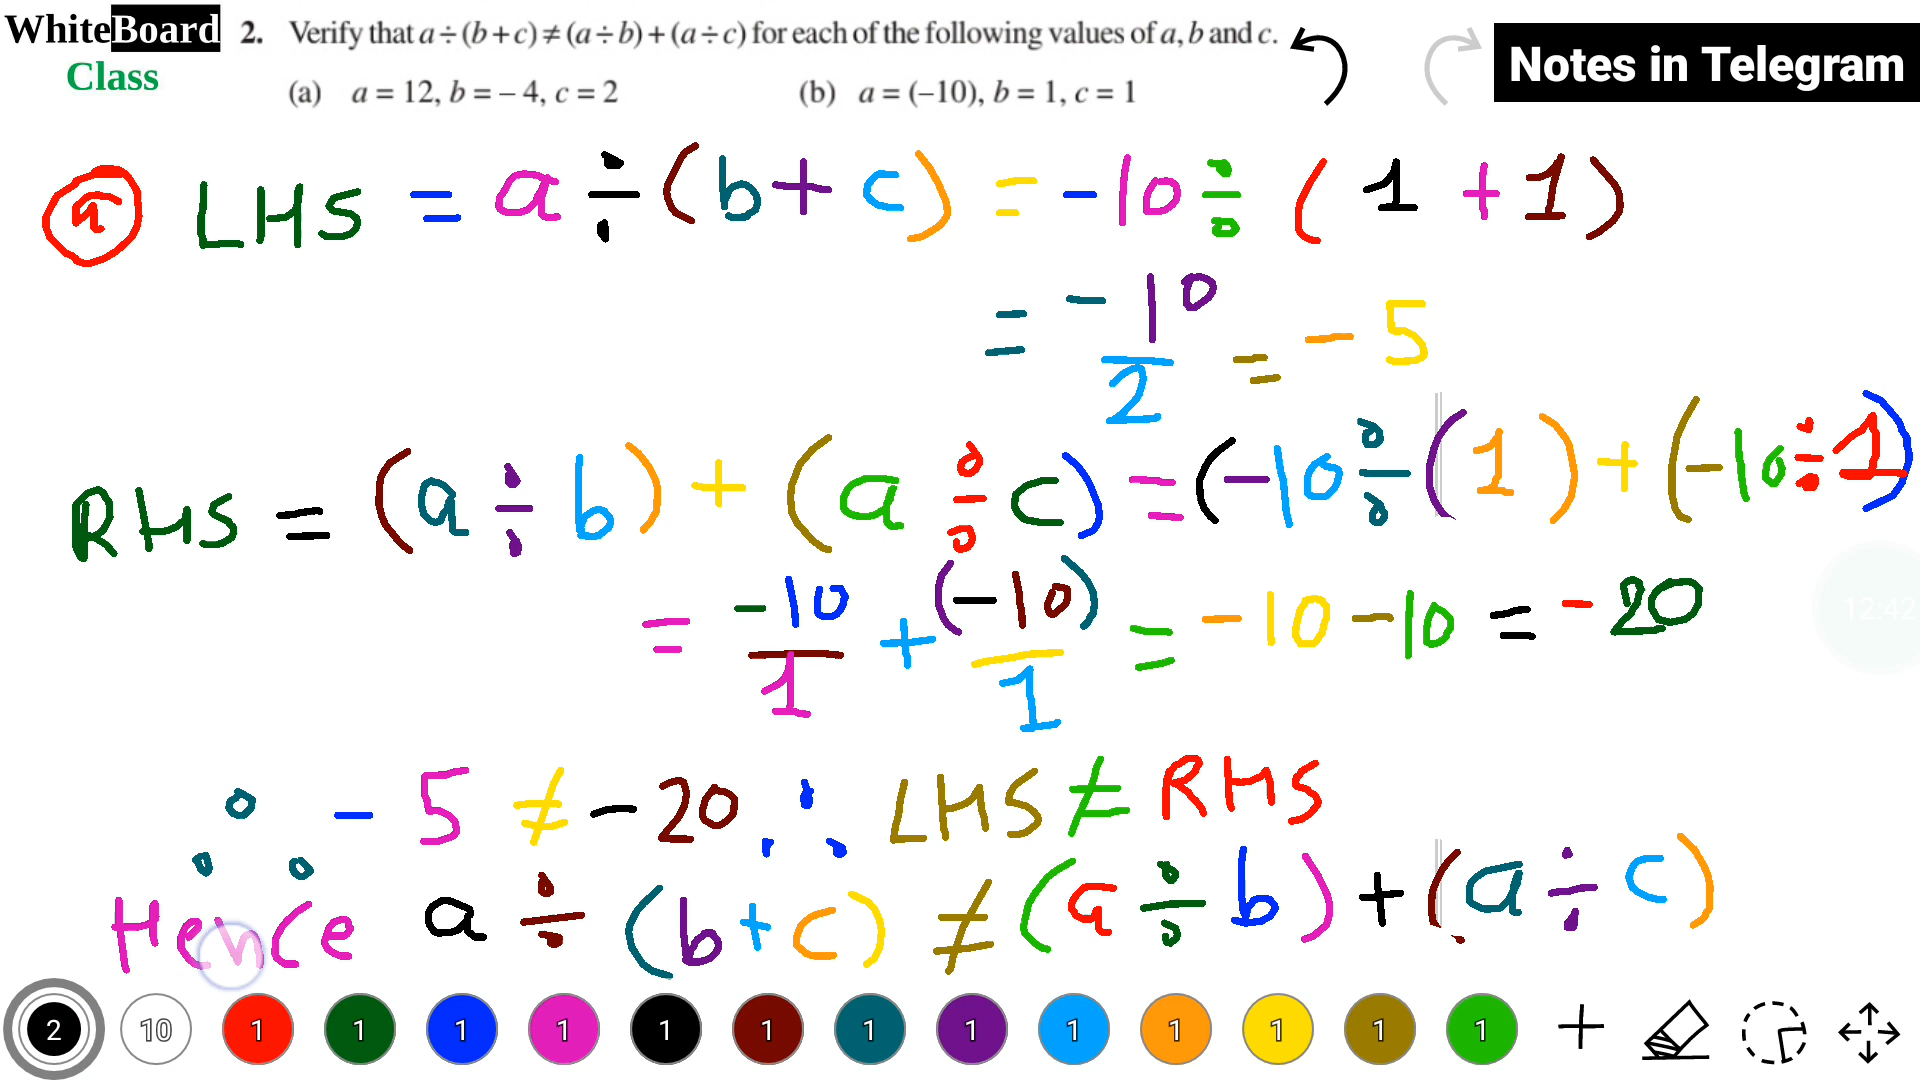 WhiteBoard Class
2. Verify that a ÷ (b + c) ≠ (a ÷ b) + (a ÷ c) for each of the following values of a, b and c.
Notes in Telegram
(a) a = 12, b = – 4, c = 2 (b) a = (–10), b = 1, c = 1
(a) LHS = a ÷ (b + c) = -10 ÷ (1 + 1)
= -10/2 = -5
RHS = (a ÷ b) + (a ÷ c) = (-10 ÷ (1) + (-10 ÷ 1)
= -10/1 + (-10)/1 = -10 - 10 = -20
12:42
∴ -5 ≠ -20 ∴ LHS ≠ RHS
Hence a ÷ (b + c) ≠ (a ÷ b) + (a ÷ c)
2 10 1 1 1 1 1 1 1 1 1 1 1 1 1